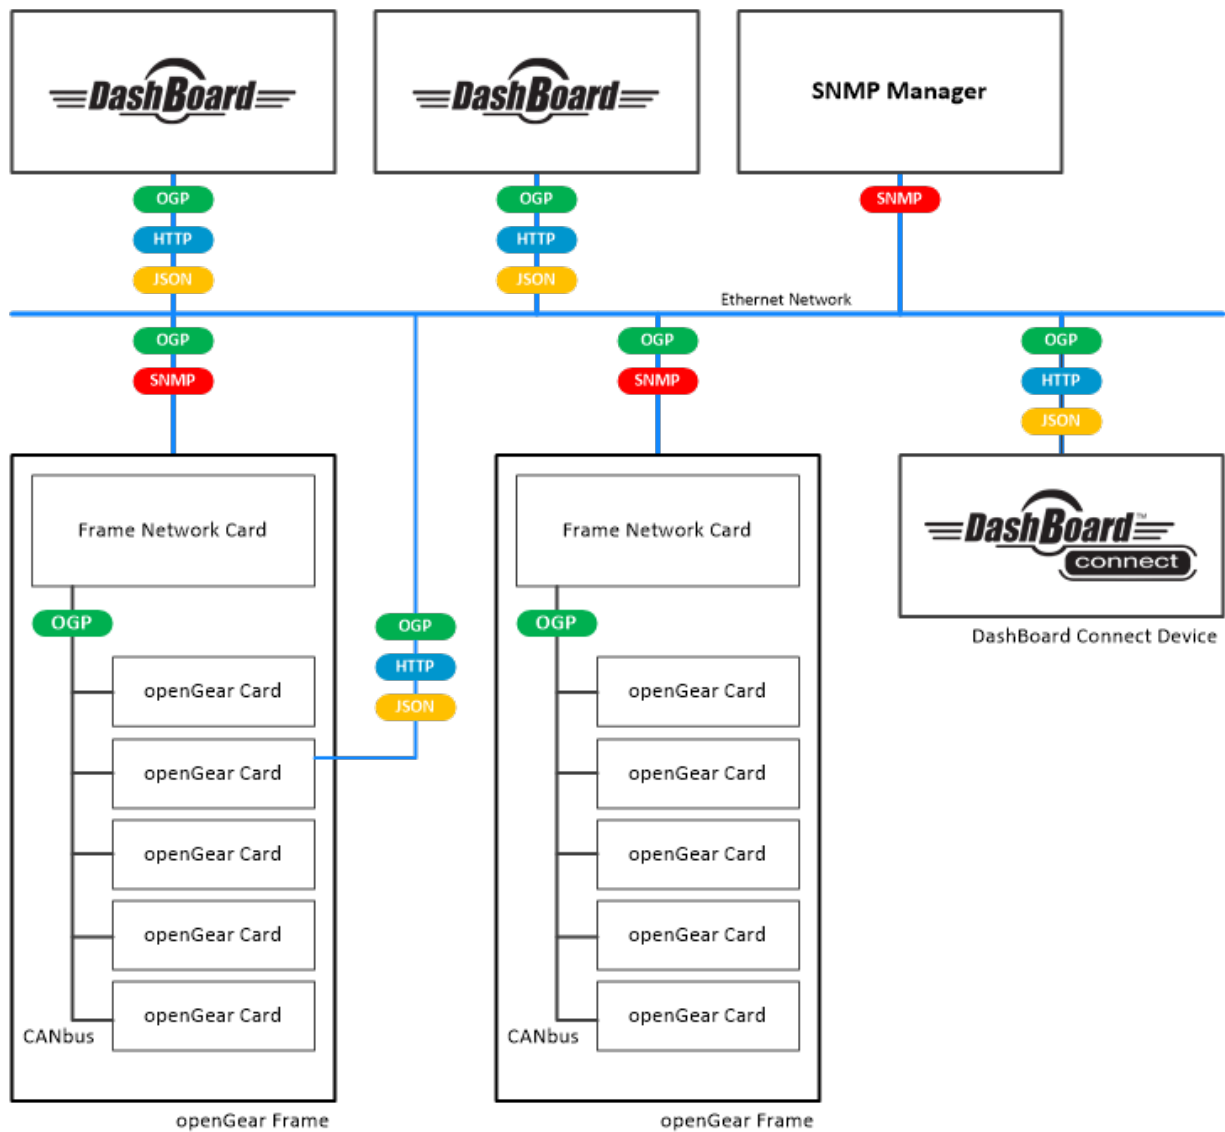 DashBoard
DashBoard
SNMP Manager
OGP
OGP
SNMP
HTTP
HTTP
JSON
JSON
Ethernet Network
OGP
OGP
OGP
SNMP
SNMP
HTTP
JSON
Frame Network Card
Frame Network Card
DashBoard™
connect
OGP
OGP
OGP
DashBoard Connect Device
HTTP
openGear Card
openGear Card
JSON
openGear Card
openGear Card
openGear Card
openGear Card
openGear Card
openGear Card
openGear Card
openGear Card
CANbus
CANbus
openGear Frame
openGear Frame